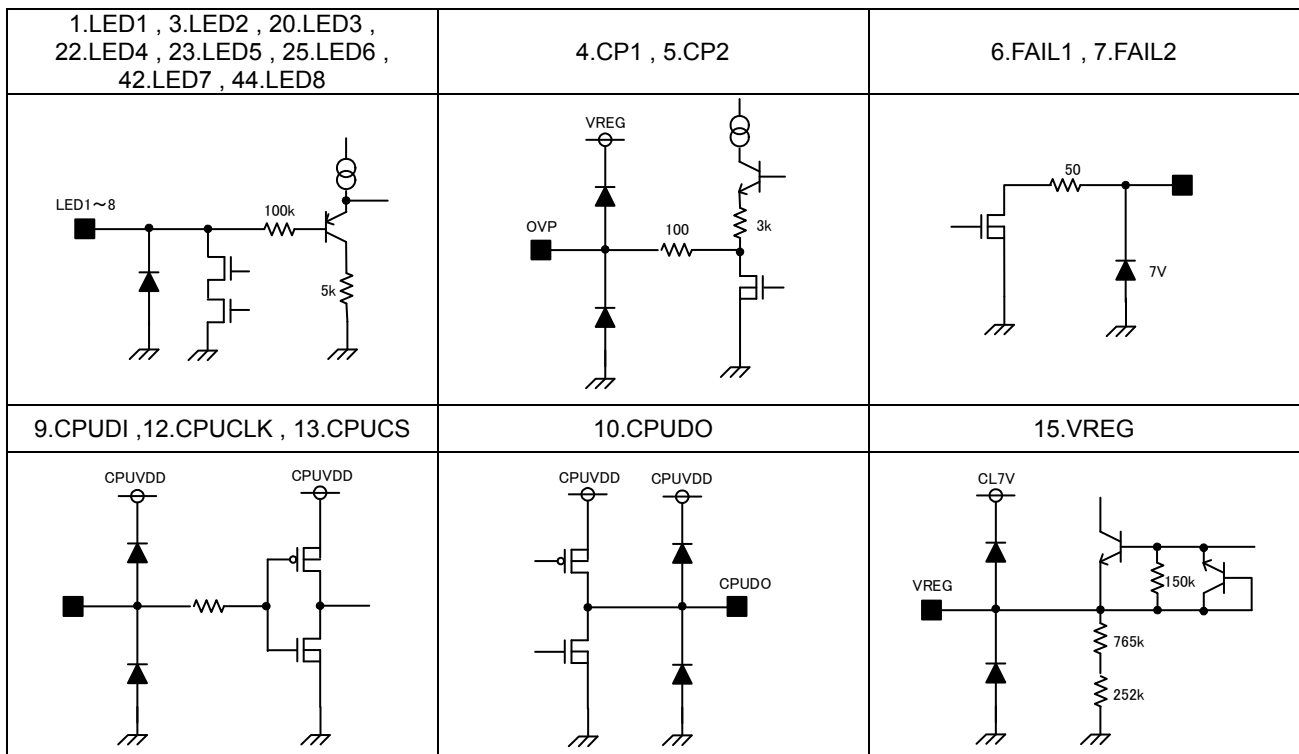 1.LED1 , 3.LED2 , 20.LED3 ,
22.LED4 , 23.LED5 , 25.LED6 ,
42.LED7 , 44.LED8
4.CP1 , 5.CP2
6.FAIL1 , 7.FAIL2
LED1～8
100k
5k
VREG
OVP
100
3k
50
7V
9.CPUDI ,12.CPUCLK , 13.CPUCS
10.CPUDO
15.VREG
CPUVDD
CPUVDD
CPUVDD
CPUVDD
CPUDO
CL7V
VREG
150k
765k
252k